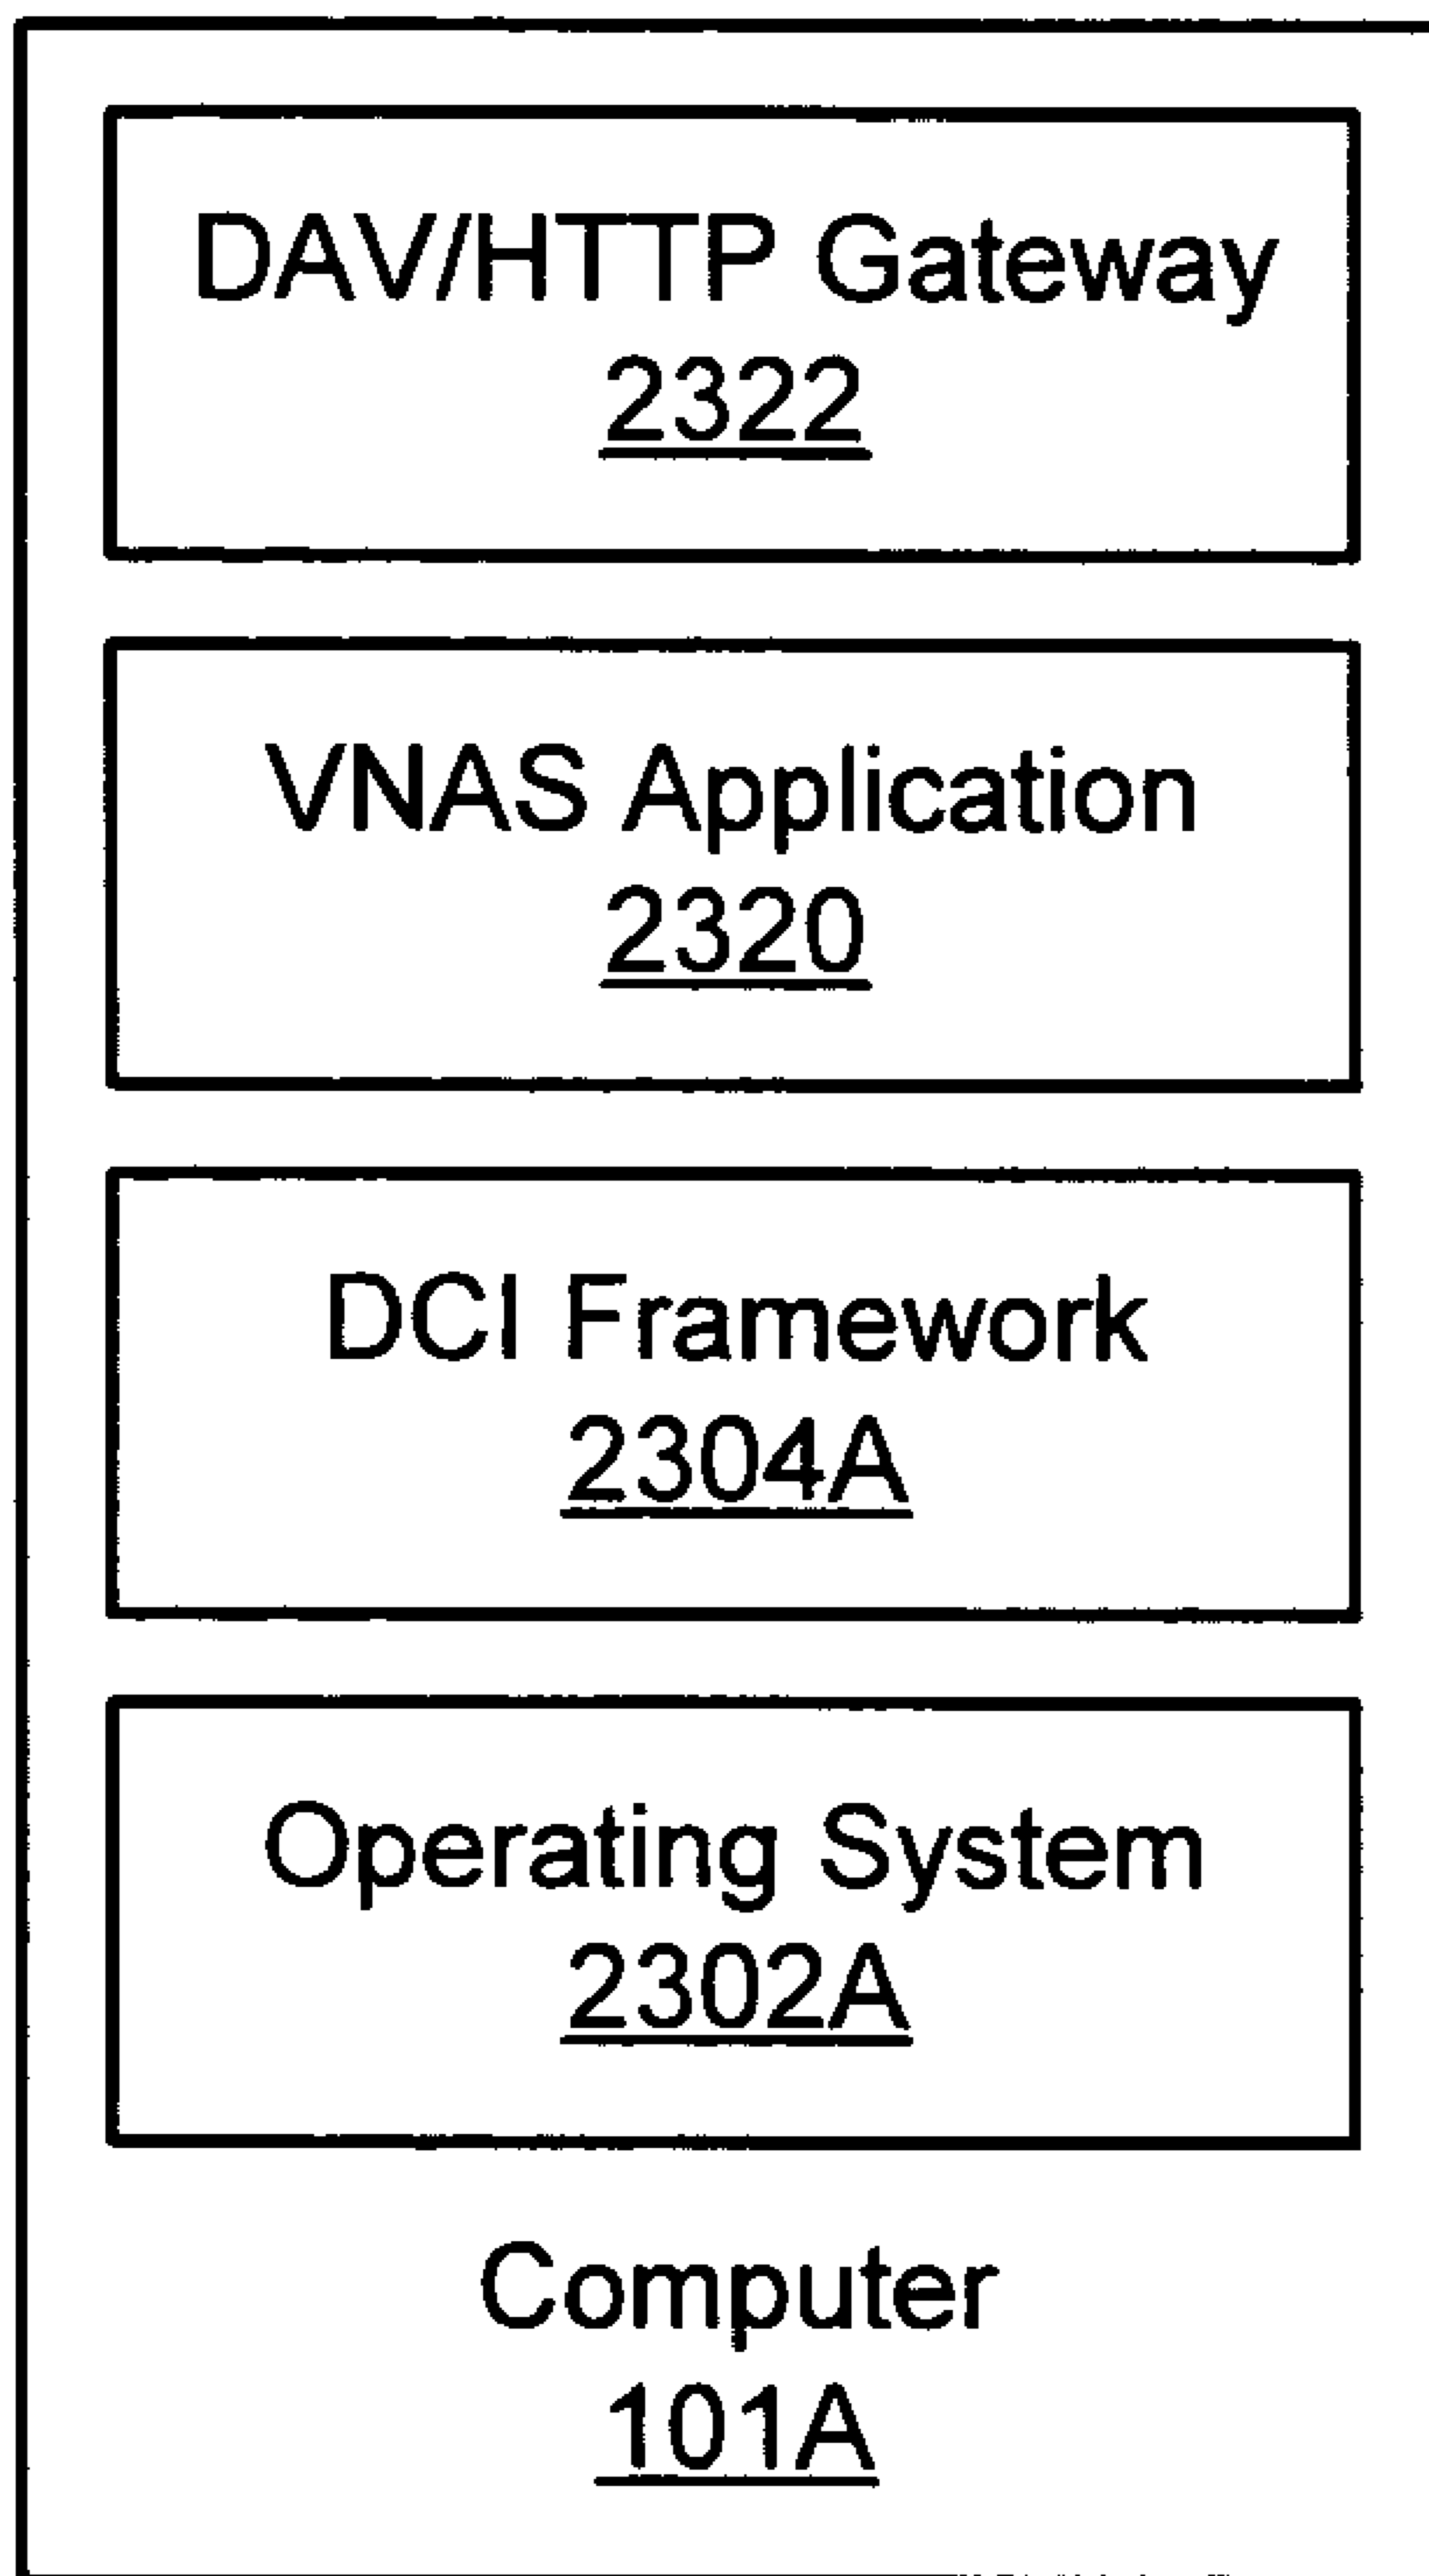 DAV/HTTP Gateway
2322
VNAS Application
2320
DCI Framework
2304A
Operating System
2302A
Computer
101A